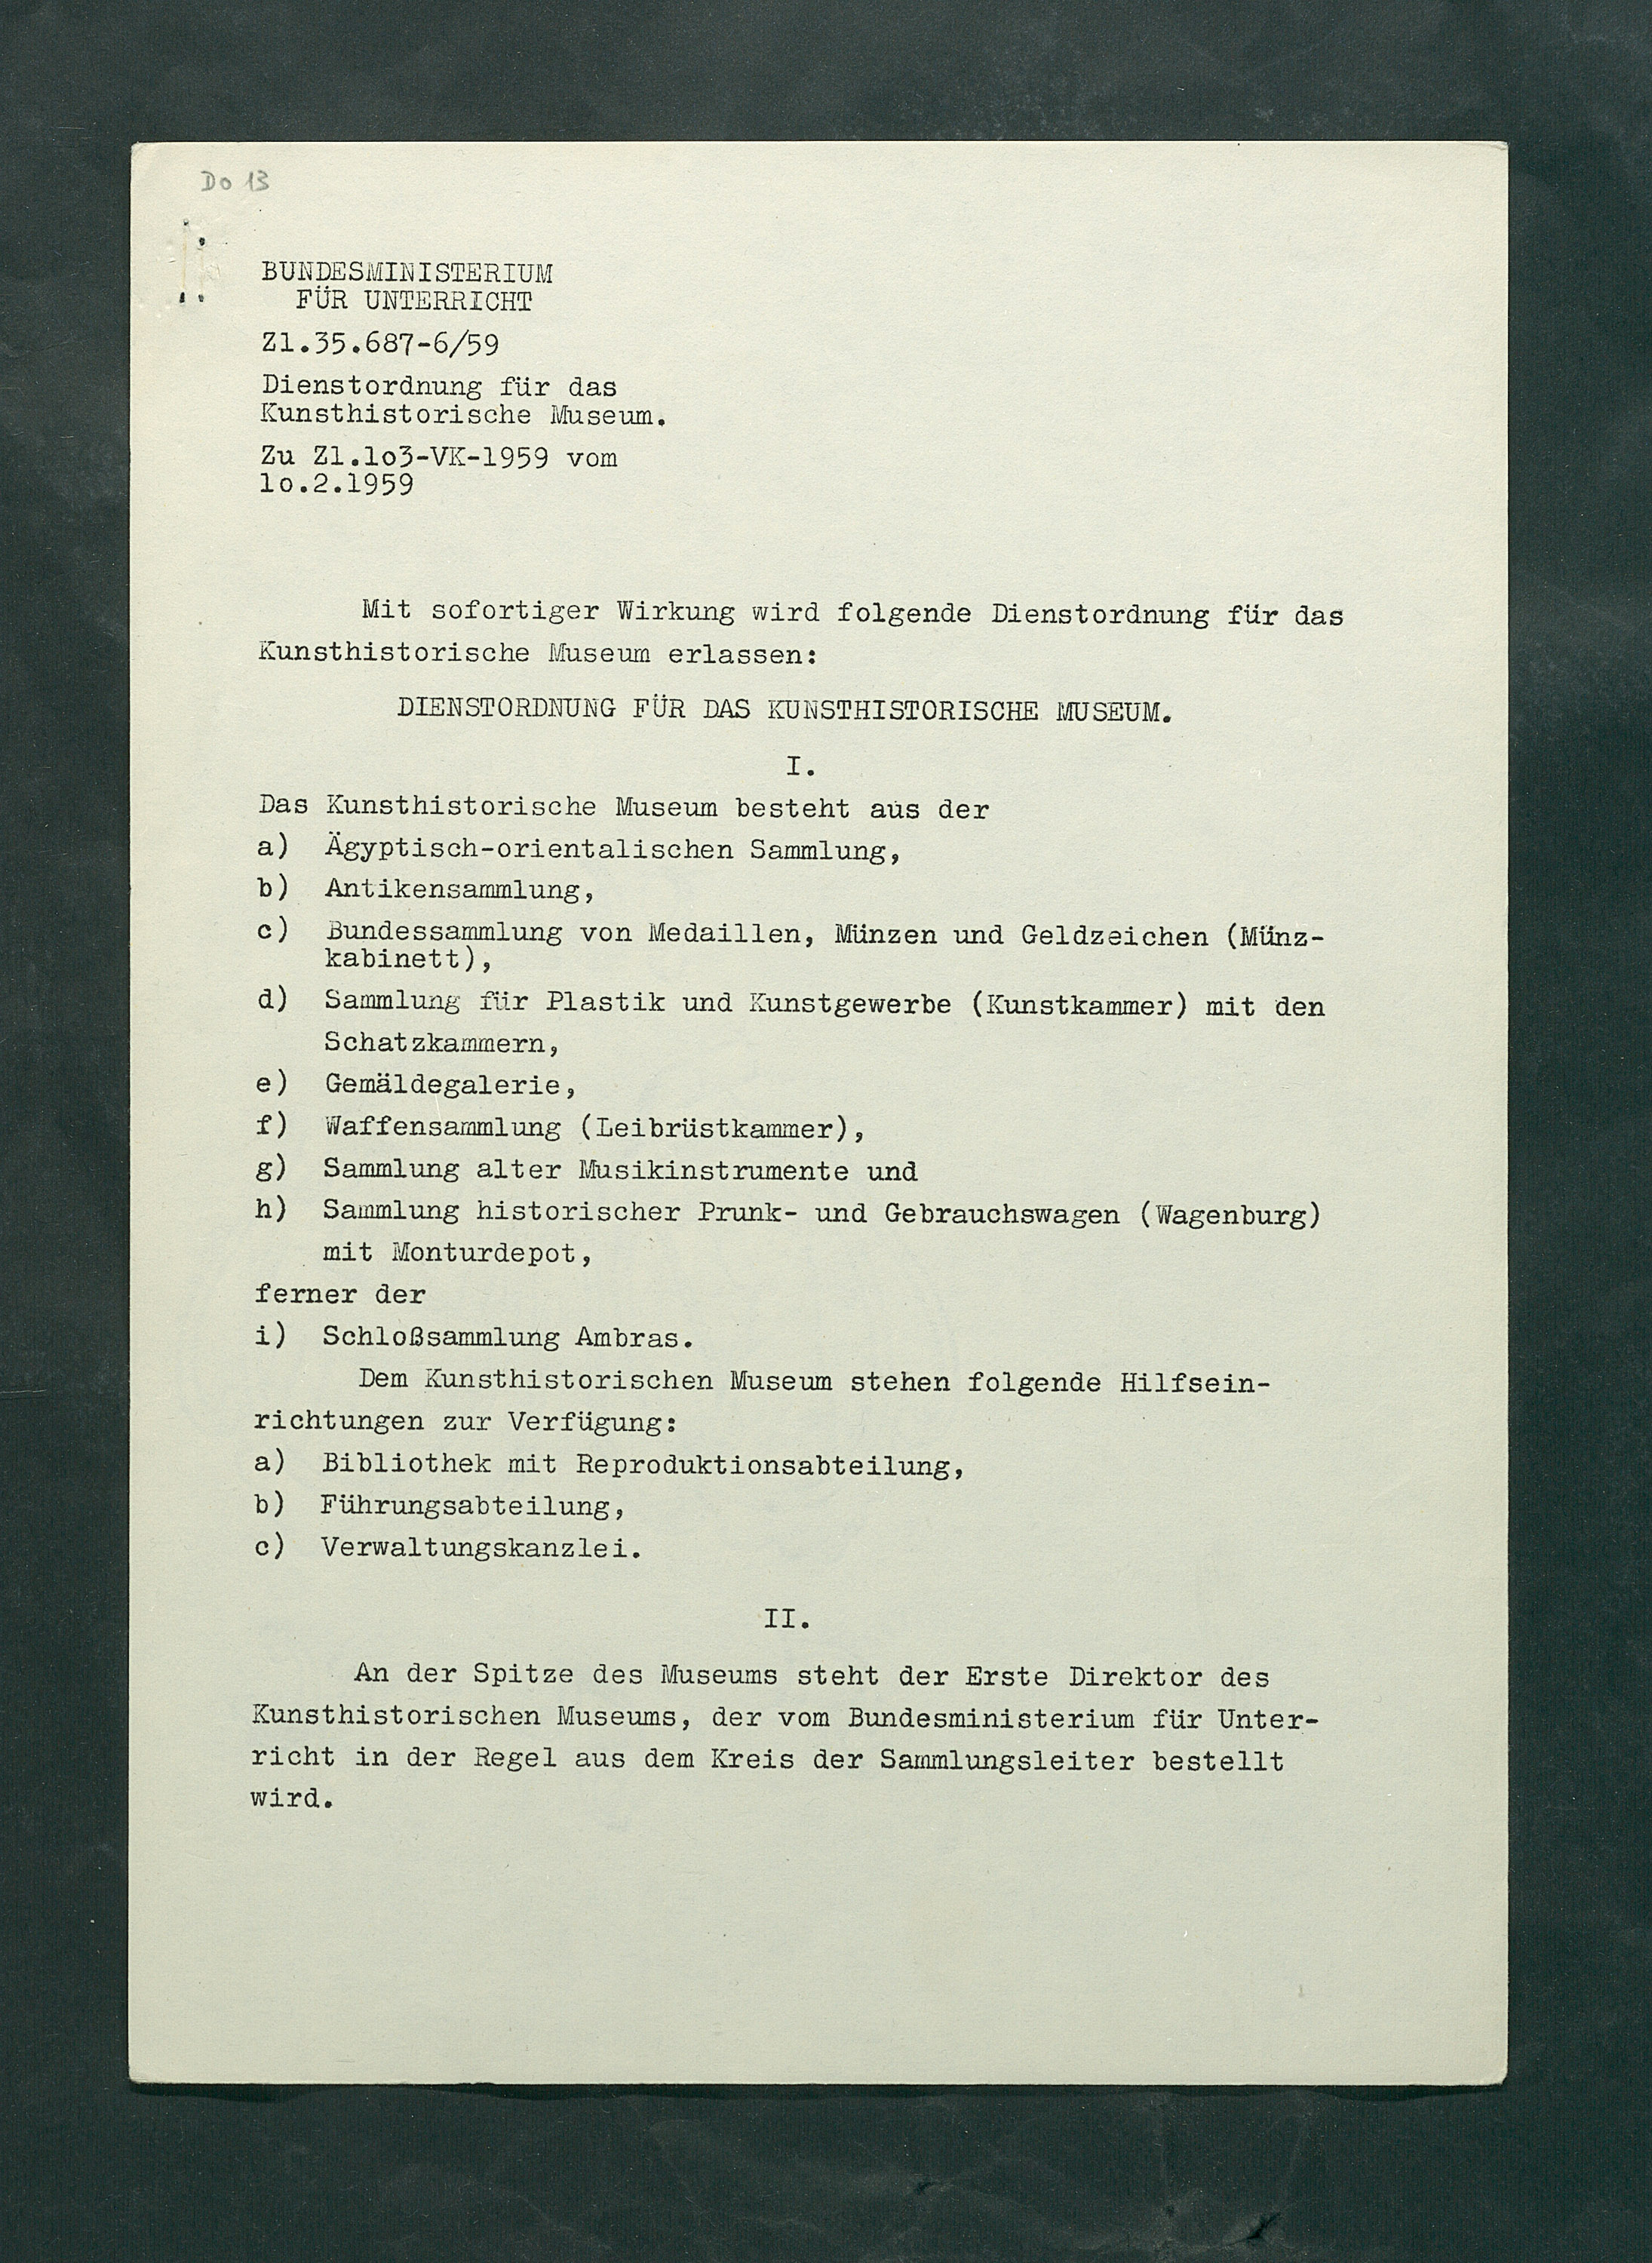 Do 13
BUNDESMINISTERIUM
FÜR UNTERRICHT
Zl.35.687-6/59
Dienstordnung für das
Kunsthistorische Museum.
Zu Zl.lo3-VK-1959 vom
lo.2.1959
Mit sofortiger Wirkung wird folgende Dienstordnung für das
Kunsthistorische Museum erlassen:
DIENSTORDNUNG FÜR DAS KUNSTHISTORISCHE MUSEUM.
I.
Das Kunsthistorische Museum besteht aus der
a) Ägyptisch-orientalischen Sammlung,
b) Antikensammlung,
c) Bundessammlung von Medaillen, Münzen und Geldzeichen (Münz-
kabinett),
d) Sammlung für Plastik und Kunstgewerbe (Kunstkammer) mit den
Schatzkammern,
e) Gemäldegalerie,
f) Waffensammlung (Leibrüstkammer),
g) Sammlung alter Musikinstrumente und
h) Sammlung historischer Prunk- und Gebrauchswagen (Wagenburg)
mit Monturdepot,
ferner der
i) Schloßsammlung Ambras.
Dem Kunsthistorischen Museum stehen folgende Hilfsein-
richtungen zur Verfügung:
a) Bibliothek mit Reproduktionsabteilung,
b) Führungsabteilung,
c) Verwaltungskanzlei.
II.
An der Spitze des Museums steht der Erste Direktor des
Kunsthistorischen Museums, der vom Bundesministerium für Unter-
richt in der Regel aus dem Kreis der Sammlungsleiter bestellt
wird.